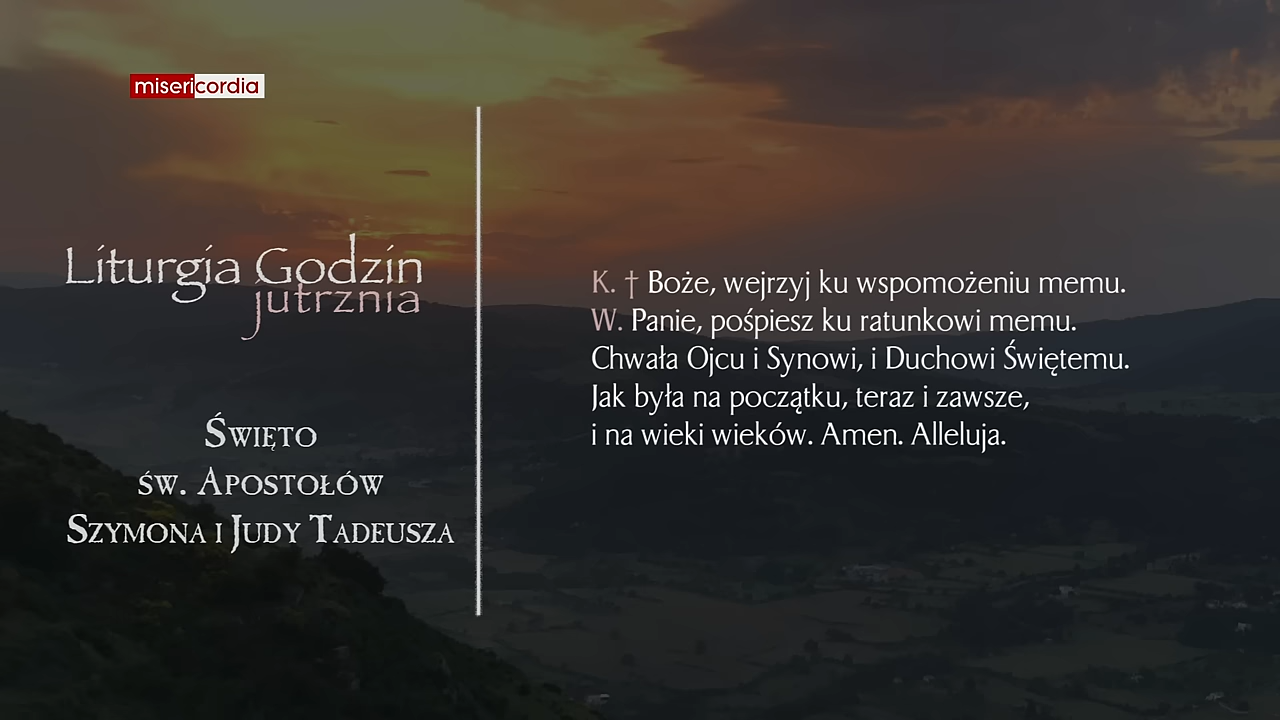 misericordia
Liturgia Godzin
jutrznia
Święto
św. Apostołów
Szymona i Judy Tadeusza
K. † Boże, wejrzyj ku wspomożeniu memu.
W. Panie, pośpiesz ku ratunkowi memu.
Chwała Ojcu i Synowi, i Duchowi Świętemu.
Jak była na początku, teraz i zawsze,
i na wieki wieków. Amen. Alleluja.